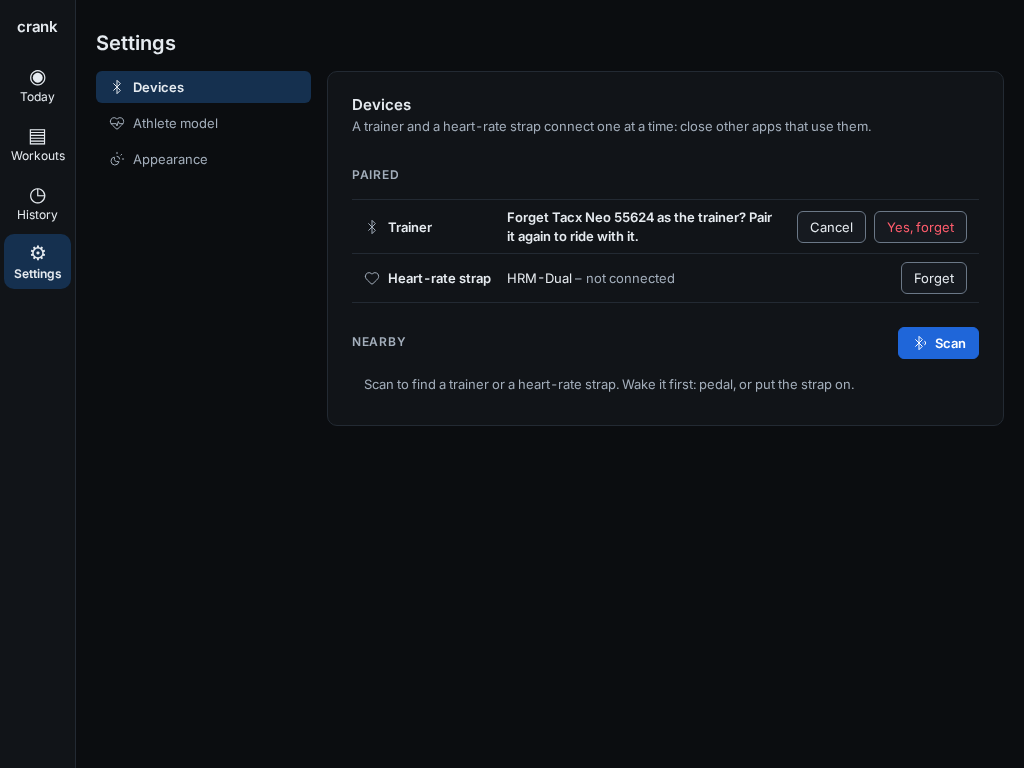 crank
Today
Workouts
History
Settings
Settings
Devices
Athlete model
Appearance
Devices
A trainer and a heart-rate strap connect one at a time: close other apps that use them.
PAIRED
Trainer
Forget Tacx Neo 55624 as the trainer? Pair
it again to ride with it.
Cancel
Yes, forget
Heart-rate strap
HRM-Dual – not connected
Forget
NEARBY
Scan
Scan to find a trainer or a heart-rate strap. Wake it first: pedal, or put the strap on.